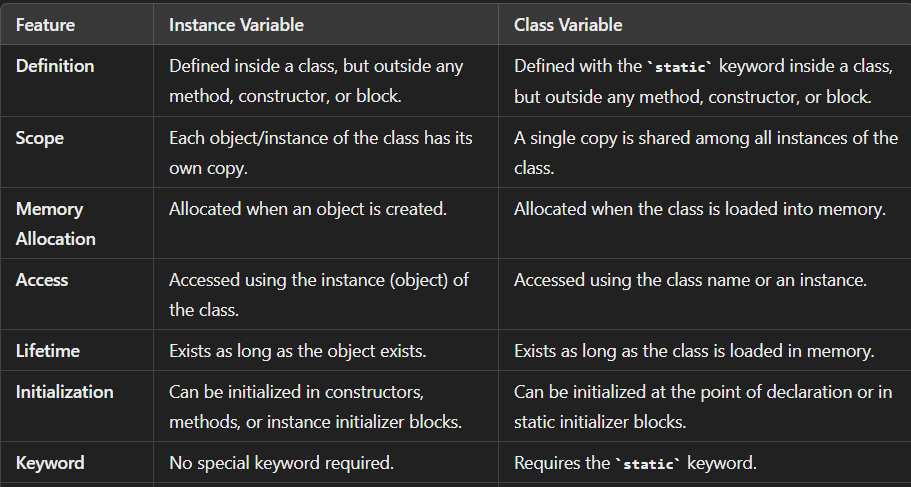 Feature Instance Variable Class Variable
Definition Defined inside a class, but outside any Defined with the `static` keyword inside a class,
method, constructor, or block. but outside any method, constructor, or block.
Scope Each object/instance of the class has its A single copy is shared among all instances of the
own copy. class.
Memory Allocated when an object is created. Allocated when the class is loaded into memory.
Allocation
Access Accessed using the instance (object) of Accessed using the class name or an instance.
the class.
Lifetime Exists as long as the object exists. Exists as long as the class is loaded in memory.
Initialization Can be initialized in constructors, Can be initialized at the point of declaration or in
methods, or instance initializer blocks. static initializer blocks.
Keyword No special keyword required. Requires the `static` keyword.